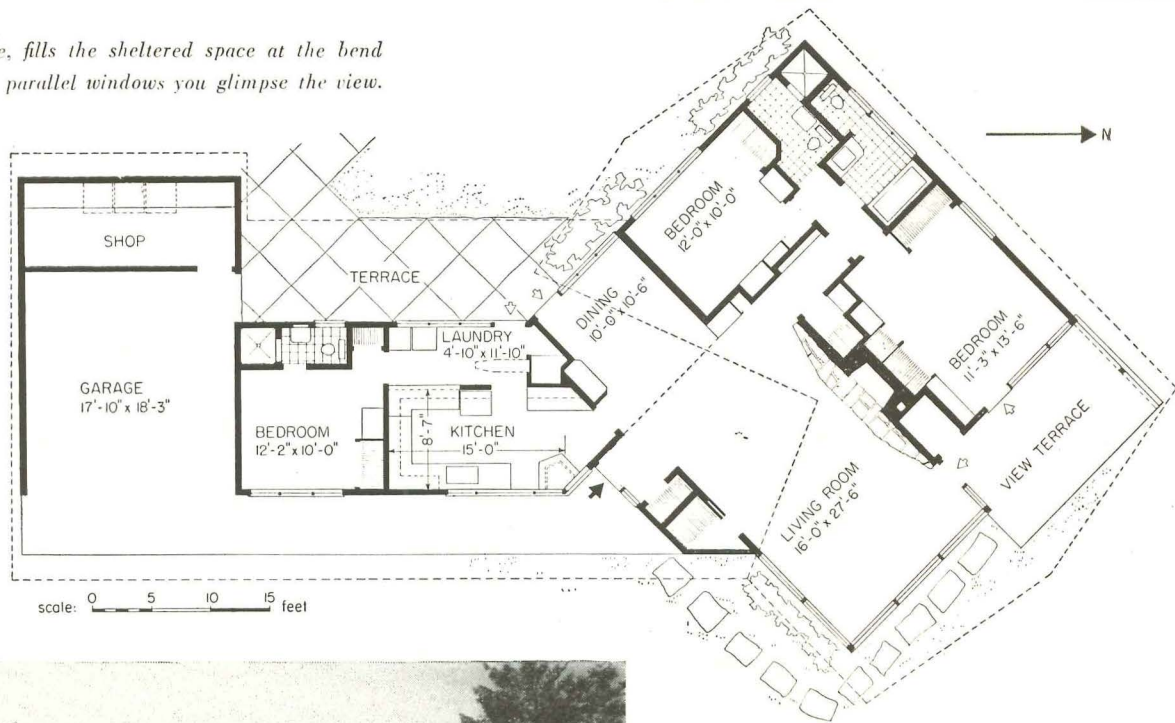 e, fills the sheltered space at the bend
parallel windows you glimpse the view.
N
SHOP
TERRACE
GARAGE
17'-10" x 18'-3"
BEDROOM
12'-2" x 10'-0"
LAUNDRY
4'-10" x 11'-10"
KITCHEN
15'-0"
8'-7"
DINING
10'-0" x 10'-6"
BEDROOM
12'-0" x 10'-0"
BEDROOM
11'-3" x 13'-6"
LIVING ROOM
16'-0" x 27'-6"
VIEW TERRACE
scale: 0 5 10 15 feet